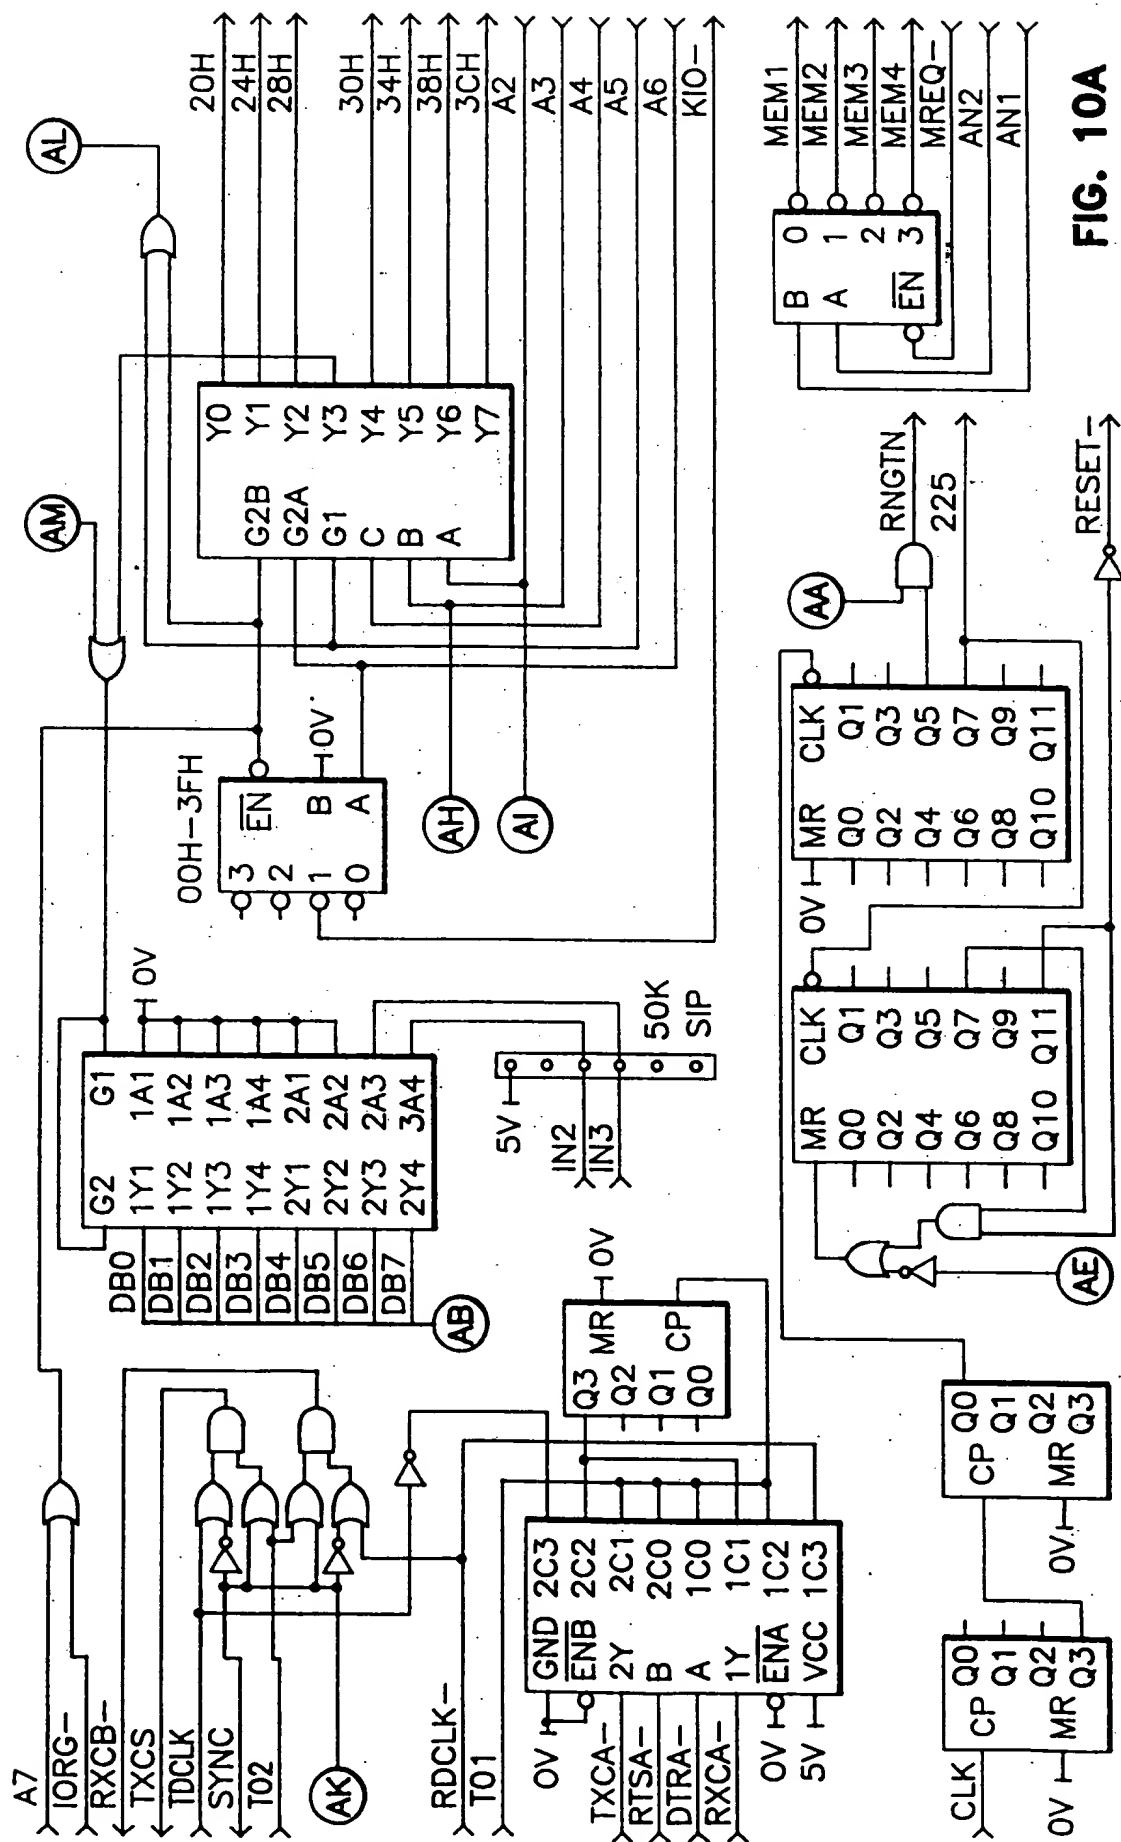 A7
IORG-
RXCB-
TXCS
TDCLK
SYNC
T02
AK
RDCLK-
T01
0V
TXCA-
RTSA-
DTRA-
RXCA-
0V
5V
GND 2C3
ENB 2C2
2Y 2C1
B 2C0
A 1C0
1Y 1C1
ENA 1C2
VCC 1C3
CLK
0V
CP Q0
Q1
Q2
MR Q3
0V
CP Q0
Q1
Q2
MR Q3
Q3 MR 0V
Q2
Q1 CP
Q0
DB0
DB1
DB2
DB3
DB4
DB5
DB6
DB7
AB
G2 G1
1Y1 1A1 0V
1Y2 1A2
1Y3 1A3
1Y4 1A4
2Y1 2A1
2Y2 2A2
2Y3 2A3
2Y4 3A4
5V
IN2
IN3
50K
SIP
AE
MR CLK
Q0 Q1
Q2 Q3
Q4 Q5
Q6 Q7
Q8 Q9
Q10 Q11
0V
MR CLK
Q0 Q1
Q2 Q3
Q4 Q5
Q6 Q7
Q8 Q9
Q10 Q11
00H-3FH
3 EN
2
1 B 0V
0 A
AM
AL
AH
AI
G2B Y0
Y1
G2A Y2
G1 Y3
C Y4
B Y5
A Y6
Y7
20H
24H
28H
30H
34H
38H
3CH
A2
A3
A4
A5
A6
KIO-
AA
RNGTN
225
RESET-
B 0
A 1
2
EN 3
MEM1
MEM2
MEM3
MEM4
MREQ-
AN2
AN1
FIG. 10A